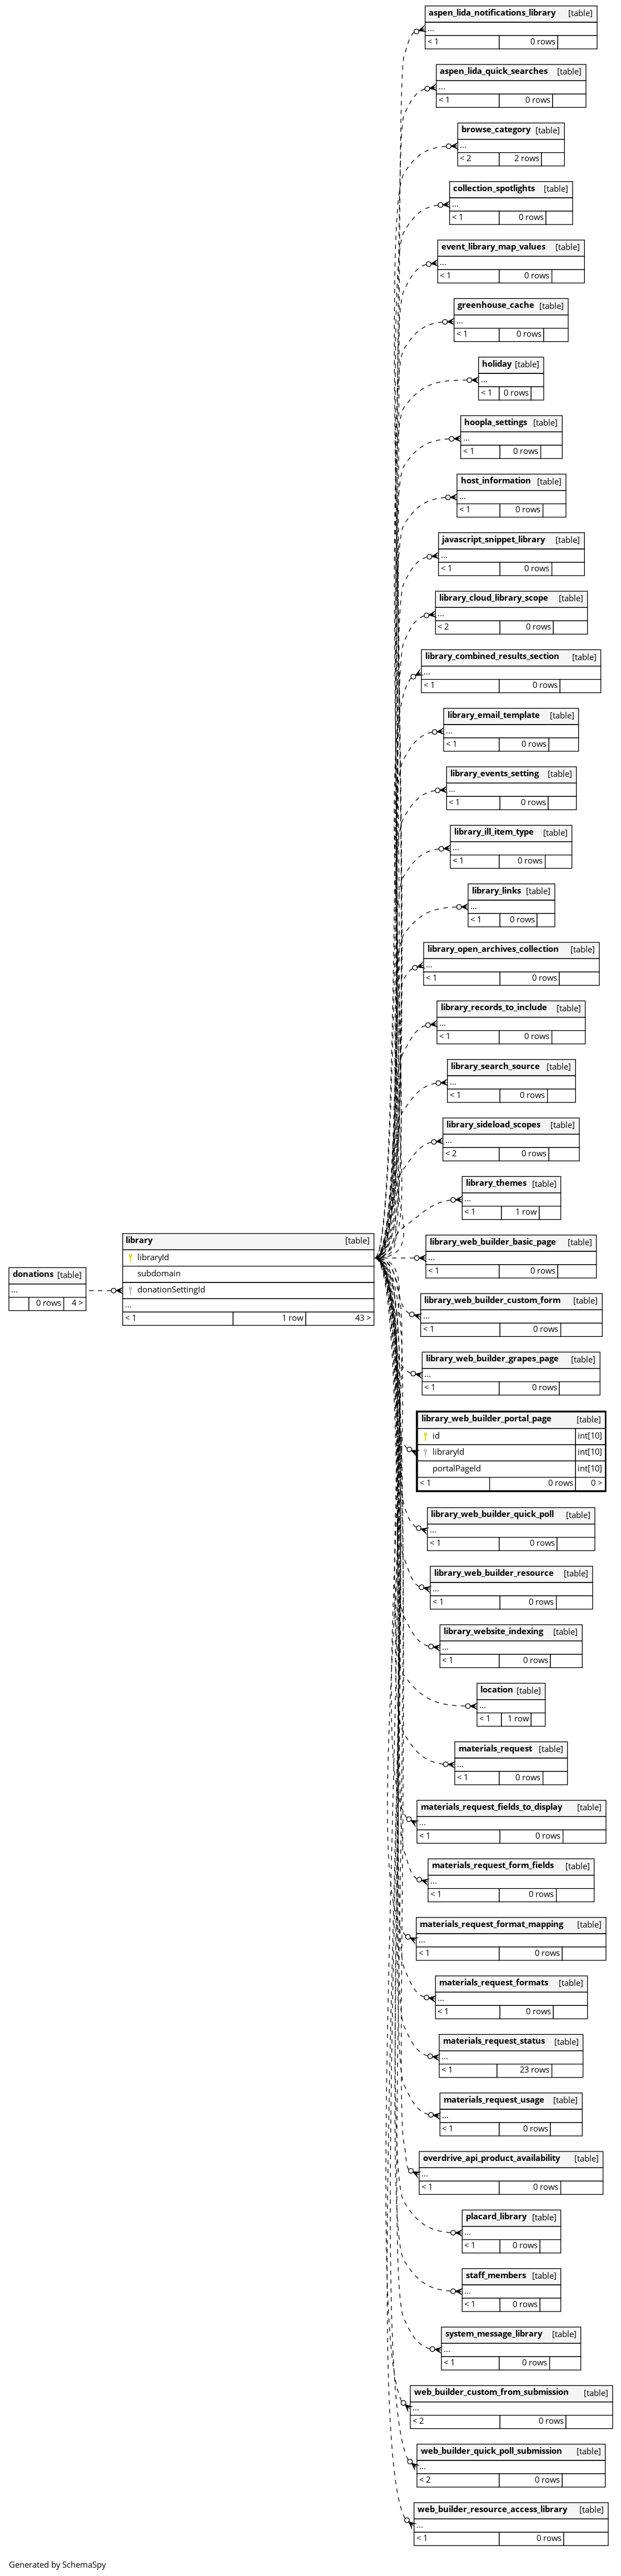 aspen_lida_notifications_library [table]
...
< 1 0 rows
aspen_lida_quick_searches [table]
...
< 1 0 rows
browse_category [table]
...
< 2 2 rows
collection_spotlights [table]
...
< 1 0 rows
event_library_map_values [table]
...
< 1 0 rows
greenhouse_cache [table]
...
< 1 0 rows
holiday [table]
...
< 1 0 rows
hoopla_settings [table]
...
< 1 0 rows
host_information [table]
...
< 1 0 rows
javascript_snippet_library [table]
...
< 1 0 rows
library_cloud_library_scope [table]
...
< 2 0 rows
library_combined_results_section [table]
...
< 1 0 rows
library_email_template [table]
...
< 1 0 rows
library_events_setting [table]
...
< 1 0 rows
library_ill_item_type [table]
...
< 1 0 rows
library_links [table]
...
< 1 0 rows
library_open_archives_collection [table]
...
< 1 0 rows
library_records_to_include [table]
...
< 1 0 rows
library_search_source [table]
...
< 1 0 rows
library_sideload_scopes [table]
...
< 2 0 rows
library_themes [table]
...
< 1 1 row
donations [table]
...
0 rows 4 >
library [table]
libraryId
subdomain
donationSettingId
...
< 1 1 row 43 >
library_web_builder_basic_page [table]
...
< 1 0 rows
library_web_builder_custom_form [table]
...
< 1 0 rows
library_web_builder_grapes_page [table]
...
< 1 0 rows
library_web_builder_portal_page [table]
id int[10]
libraryId int[10]
portalPageId int[10]
< 1 0 rows 0 >
library_web_builder_quick_poll [table]
...
< 1 0 rows
library_web_builder_resource [table]
...
< 1 0 rows
library_website_indexing [table]
...
< 1 0 rows
location [table]
...
< 1 1 row
materials_request [table]
...
< 1 0 rows
materials_request_fields_to_display [table]
...
< 1 0 rows
materials_request_form_fields [table]
...
< 1 0 rows
materials_request_format_mapping [table]
...
< 1 0 rows
materials_request_formats [table]
...
< 1 0 rows
materials_request_status [table]
...
< 1 23 rows
materials_request_usage [table]
...
< 1 0 rows
overdrive_api_product_availability [table]
...
< 1 0 rows
placard_library [table]
...
< 1 0 rows
staff_members [table]
...
< 1 0 rows
system_message_library [table]
...
< 1 0 rows
web_builder_custom_from_submission [table]
...
< 2 0 rows
web_builder_quick_poll_submission [table]
...
< 2 0 rows
web_builder_resource_access_library [table]
...
< 1 0 rows
Generated by SchemaSpy